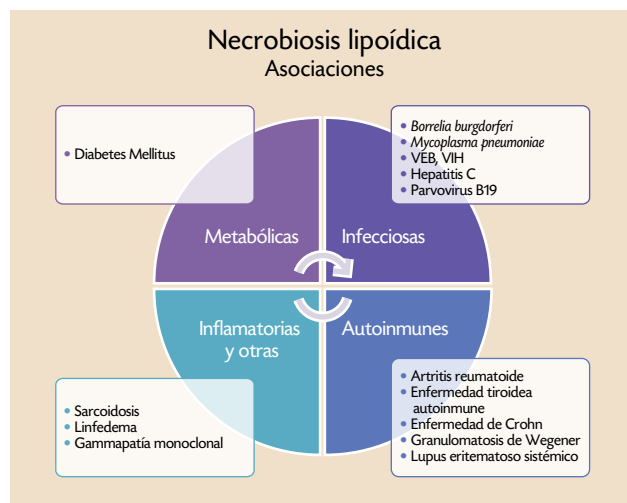 Necrobiosis lipoídica
Asociaciones
• Diabetes Mellitus
• Borrelia burgdorferi
• Mycoplasma pneumoniae
• VEB, VIH
• Hepatitis C
• Parvovirus B19
Metabólicas
Infecciosas
Inflamatorias
y otras
Autoinmunes
• Sarcoidosis
• Linfedema
• Gammapatía monoclonal
• Artritis reumatoide
• Enfermedad tiroidea
autoinmune
• Enfermedad de Crohn
• Granulomatosis de Wegener
• Lupus eritematoso sistémico